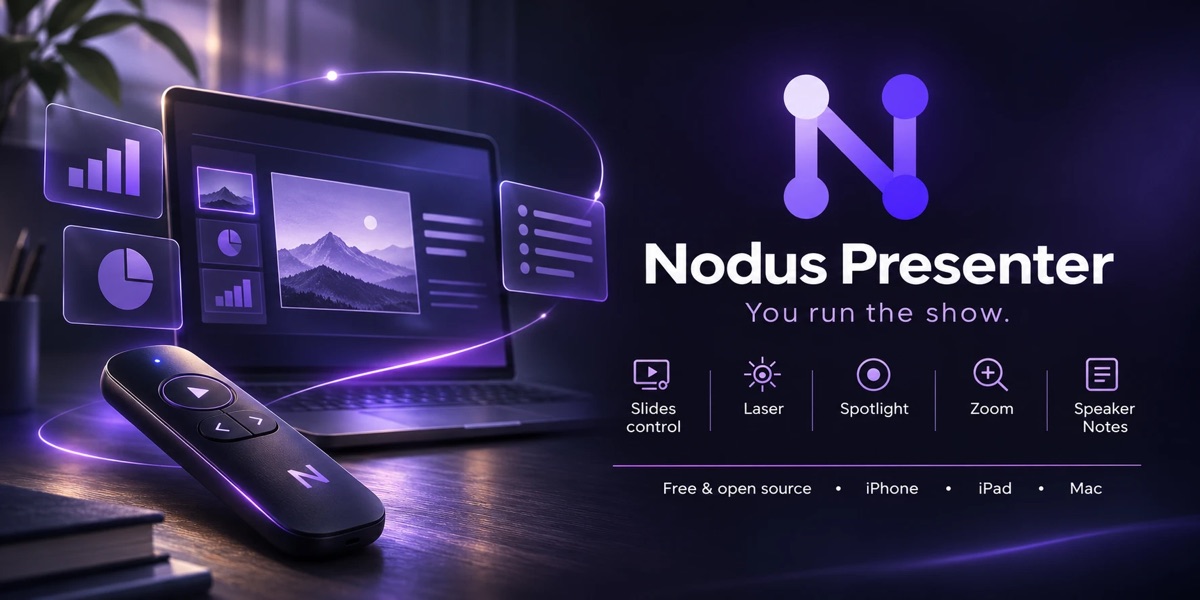 Nodus Presenter
You run the show.
Slides
control
Laser
Spotlight
Zoom
Speaker
Notes
Free & open source • iPhone • iPad • Mac
N